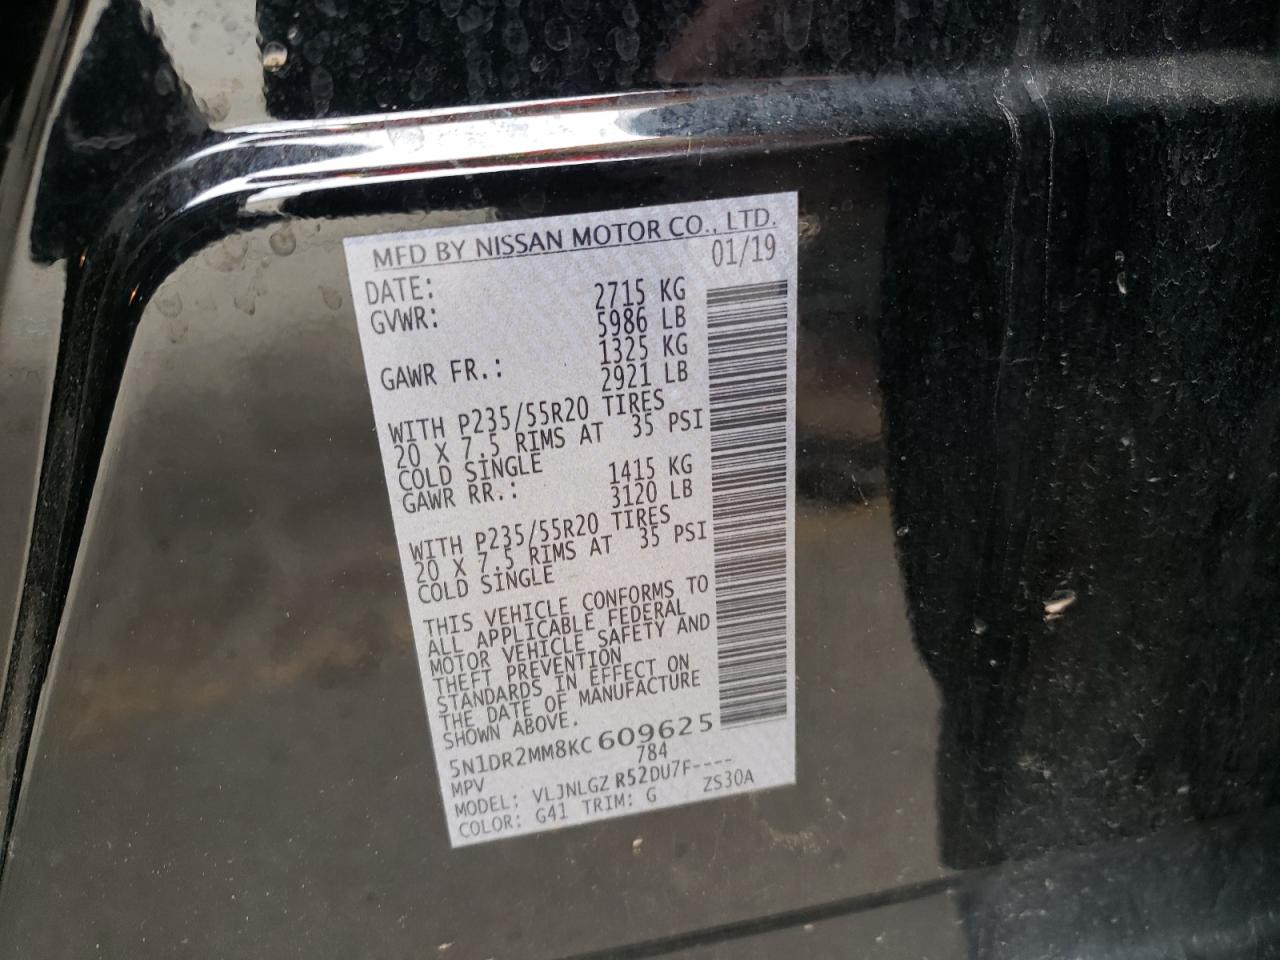 MFD BY NISSAN MOTOR CO., LTD.
DATE: 01/19
GVWR: 2715 KG
5986 LB
GAWR FR.: 1325 KG
2921 LB
WITH P235/55R20 TIRES
20 X 7.5 RIMS AT 35 PSI
COLD SINGLE
GAWR RR.: 1415 KG
3120 LB
WITH P235/55R20 TIRES
20 X 7.5 RIMS AT 35 PSI
COLD SINGLE
THIS VEHICLE CONFORMS TO
ALL APPLICABLE FEDERAL
MOTOR VEHICLE SAFETY AND
THEFT PREVENTION
STANDARDS IN EFFECT ON
THE DATE OF MANUFACTURE
SHOWN ABOVE.
5N1DR2MM8KC609625
MPV 784
MODEL: VLJNLGZ R52DU7F----
COLOR: G41 TRIM: G ZS30A